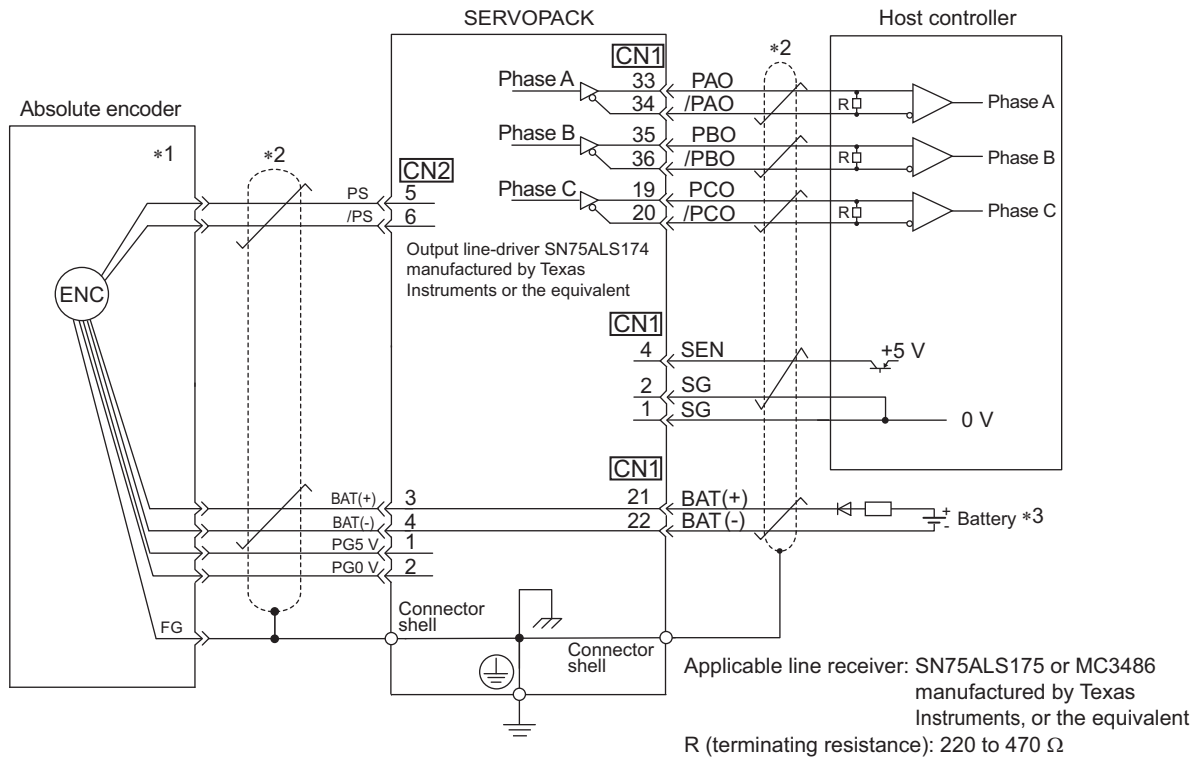 SERVOPACK
Host controller
Absolute encoder
*1
*2
ENC
PS
/PS
CN2
5
6
Output line-driver SN75ALS174
manufactured by Texas
Instruments or the equivalent
CN1
Phase A
33 PAO
34 /PAO
Phase B
35 PBO
36 /PBO
Phase C
19 PCO
20 /PCO
*2
R
Phase A
R
Phase B
R
Phase C
CN1
4 SEN
+5 V
2 SG
1 SG
0 V
CN1
BAT(+) 3
BAT(-) 4
PG5 V 1
PG0 V 2
21 BAT(+)
22 BAT(-)
+
-
Battery *3
FG
Connector
shell
Connector
shell
Applicable line receiver: SN75ALS175 or MC3486
manufactured by Texas
Instruments, or the equivalent
R (terminating resistance): 220 to 470 Ω